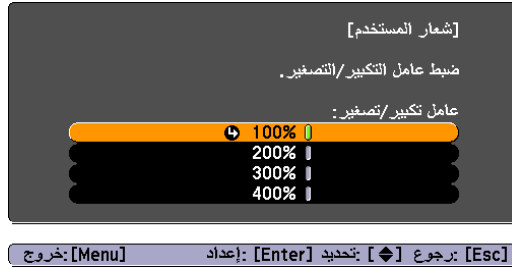 [شعار المستخدم]
ضبط عامل التكبير/التصغير.
عامل تكبير/تصغير:
100%
200%
300%
400%
[Esc] :رجوع [◆] :تحديد [Enter] :إعداد [Menu] :خروج